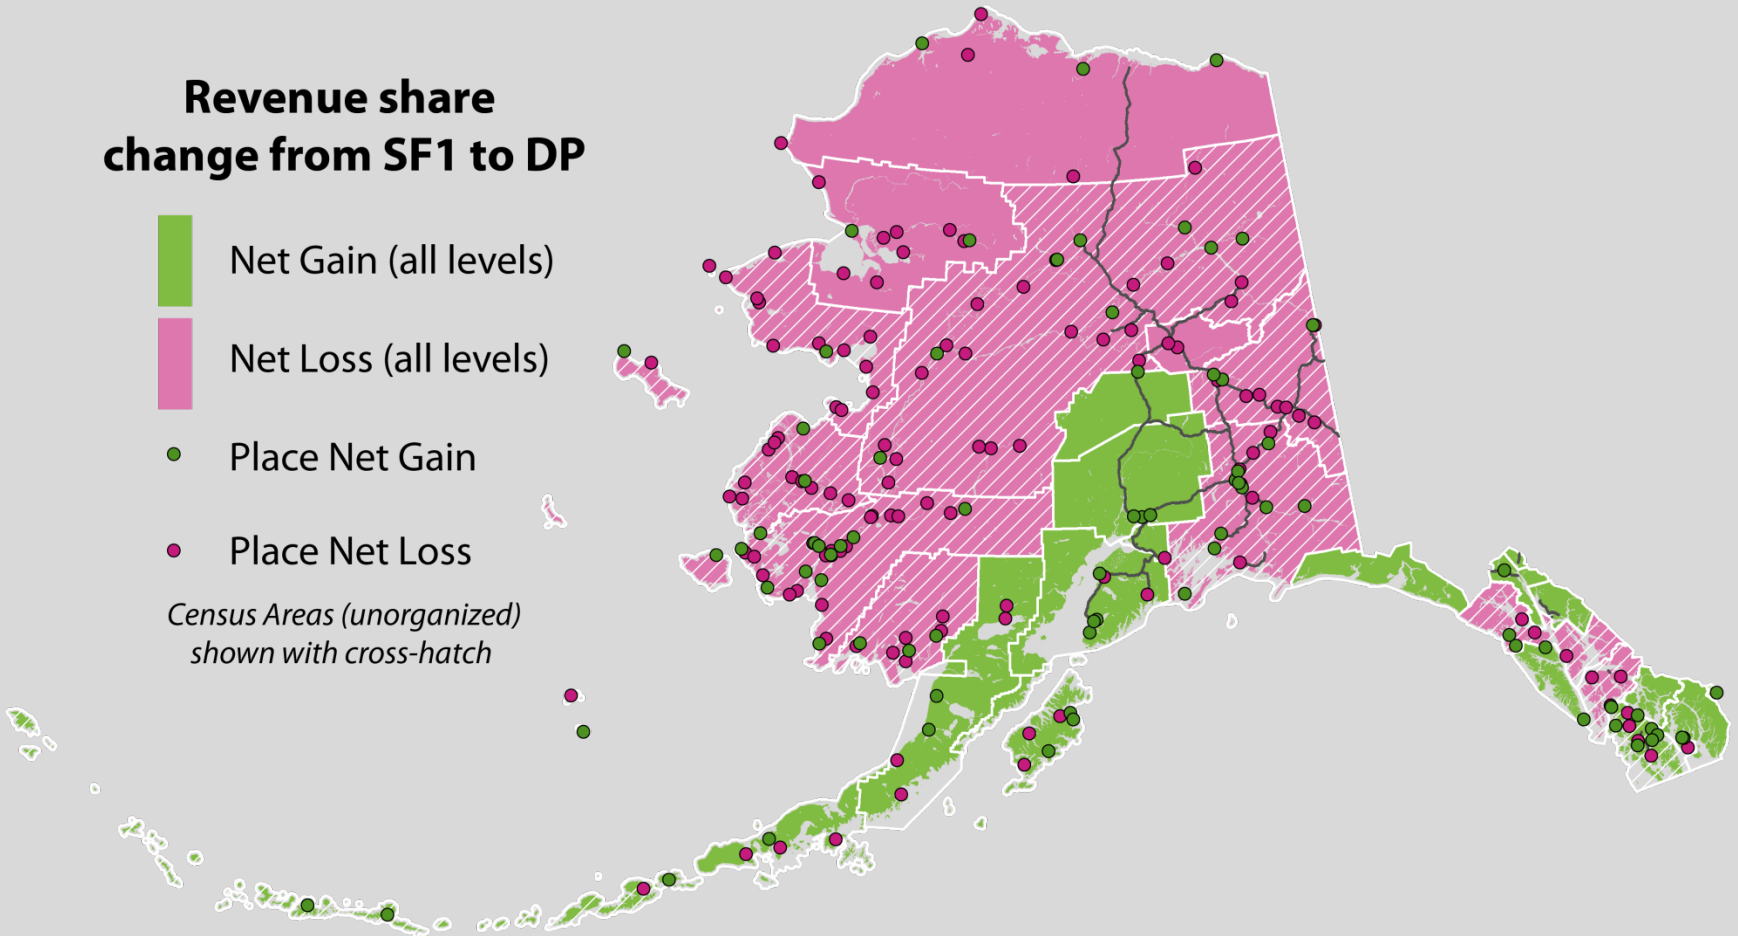 Revenue share
change from SF1 to DP
Net Gain (all levels)
Net Loss (all levels)
Place Net Gain
Place Net Loss
Census Areas (unorganized)
shown with cross-hatch